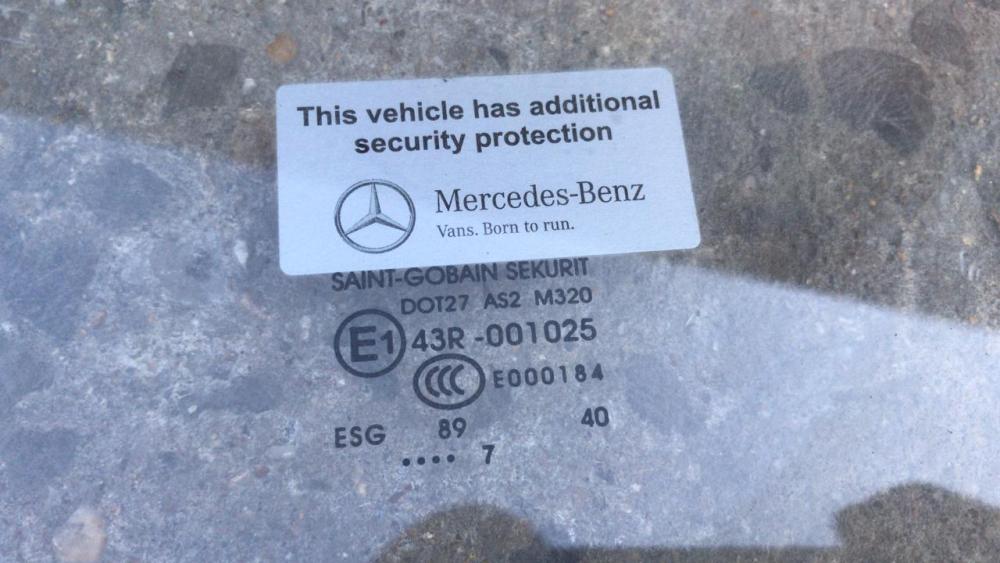 This vehicle has additional
security protection
Mercedes-Benz
Vans. Born to run.
SAINT-GOBAIN SEKURIT
DOT27 AS2 M320
E1 43R -001025
CCC E000184
ESG 89 40
.... 7